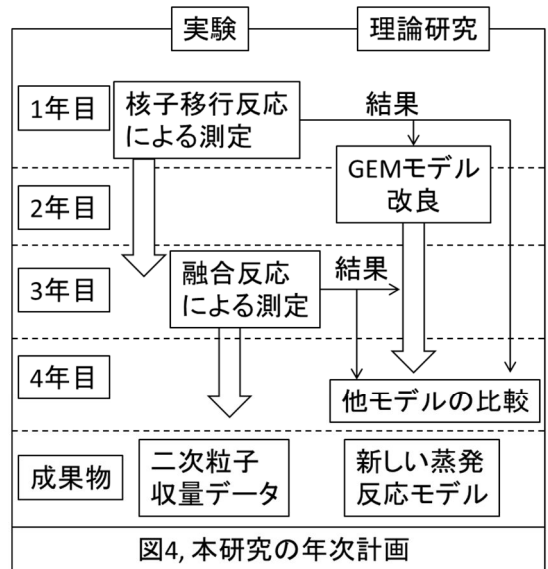 実験
理論研究
1年目
核子移行反応
による測定
結果
GEMモデル
改良
2年目
3年目
融合反応
による測定
結果
4年目
他モデルの比較
成果物
二次粒子
収量データ
新しい蒸発
反応モデル
図4, 本研究の年次計画